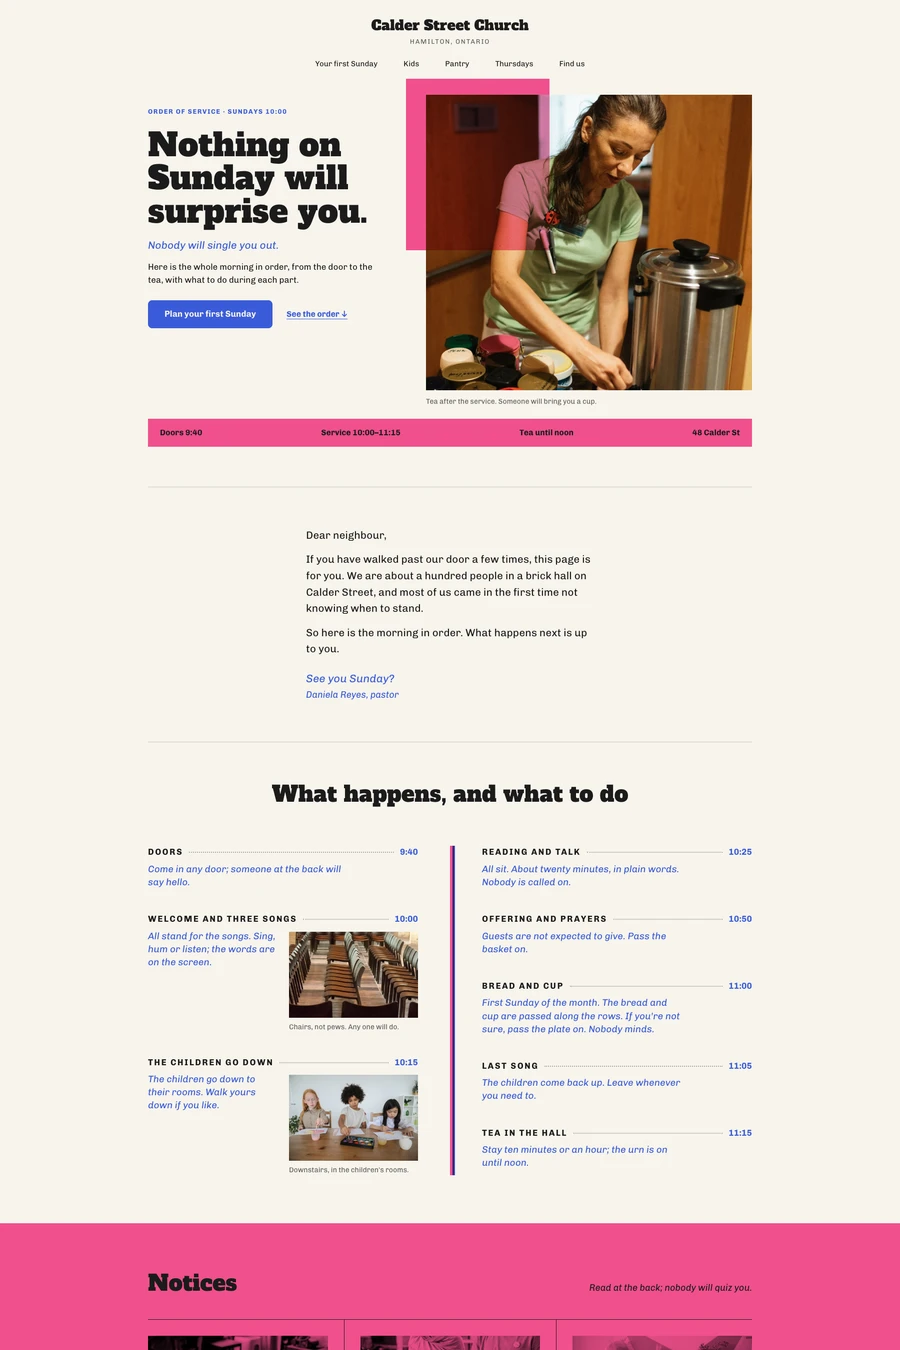 Calder Street Church
HAMILTON, ONTARIO
Your first Sunday Kids Pantry Thursdays Find us
ORDER OF SERVICE · SUNDAYS 10:00
Nothing on
Sunday will
surprise you.
Nobody will single you out.
Here is the whole morning in order, from the door to the
tea, with what to do during each part.
Plan your first Sunday See the order ↓
Tea after the service. Someone will bring you a cup.
Doors 9:40 Service 10:00–11:15 Tea until noon 48 Calder St
Dear neighbour,
If you have walked past our door a few times, this page is
for you. We are about a hundred people in a brick hall on
Calder Street, and most of us came in the first time not
knowing when to stand.
So here is the morning in order. What happens next is up
to you.
See you Sunday?
Daniela Reyes, pastor
What happens, and what to do
DOORS 9:40
Come in any door; someone at the back will
say hello.
WELCOME AND THREE SONGS 10:00
All stand for the songs. Sing,
hum or listen; the words are
on the screen.
Chairs, not pews. Any one will do.
THE CHILDREN GO DOWN 10:15
The children go down to
their rooms. Walk yours
down if you like.
Downstairs, in the children's rooms.
READING AND TALK 10:25
All sit. About twenty minutes, in plain words.
Nobody is called on.
OFFERING AND PRAYERS 10:50
Guests are not expected to give. Pass the
basket on.
BREAD AND CUP 11:00
First Sunday of the month. The bread and
cup are passed along the rows. If you're not
sure, pass the plate on. Nobody minds.
LAST SONG 11:05
The children come back up. Leave whenever
you need to.
TEA IN THE HALL 11:15
Stay ten minutes or an hour; the urn is on
until noon.
Notices
Read at the back; nobody will quiz you.